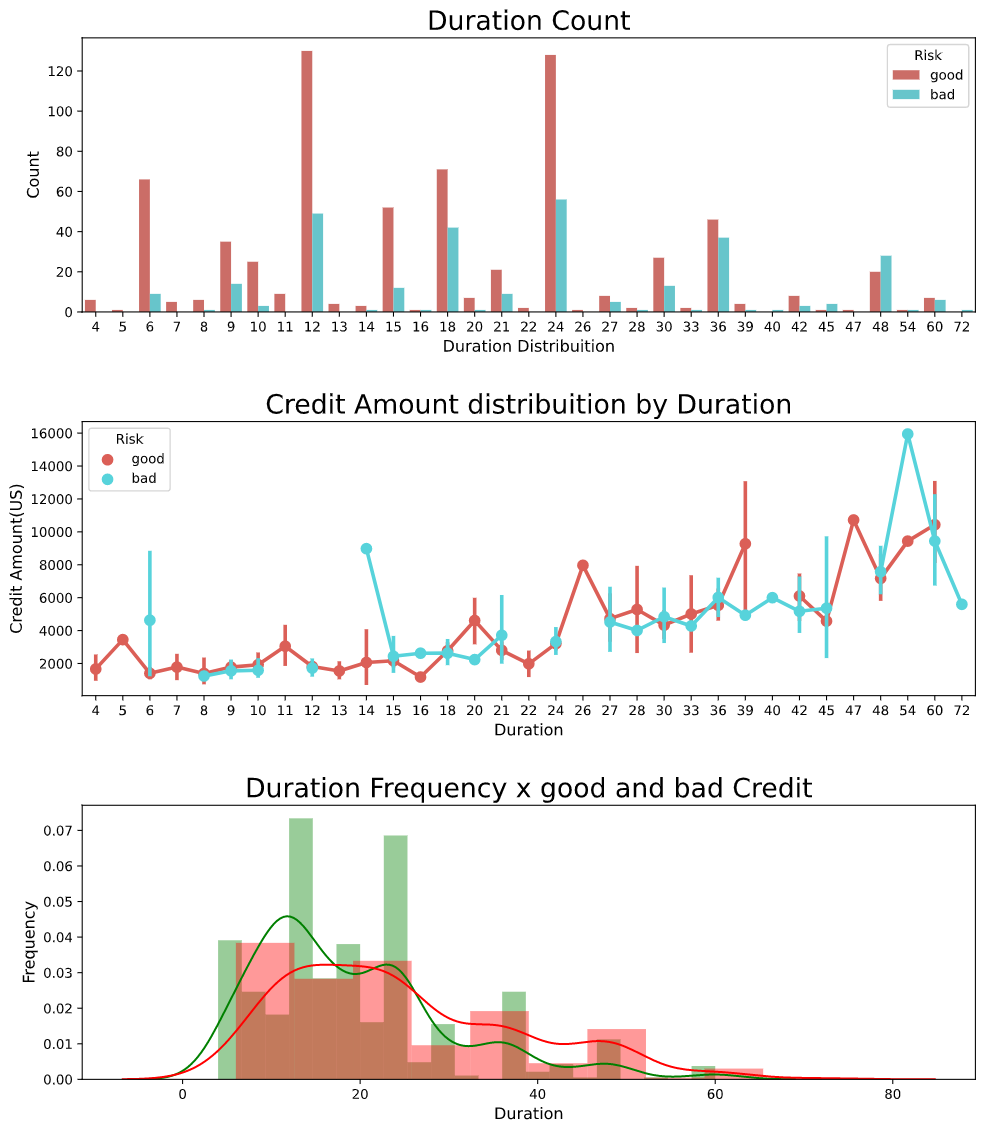 Duration Count
120
100
80
60
40
20
0
Count
Risk
good
bad
4 5 6 7 8 9 10 11 12 13 14 15 16 18 20 21 22 24 26 27 28 30 33 36 39 40 42 45 47 48 54 60 72
Duration Distribuition
Credit Amount distribuition by Duration
16000
14000
12000
10000
8000
6000
4000
2000
Credit Amount(US)
Risk
good
bad
4 5 6 7 8 9 10 11 12 13 14 15 16 18 20 21 22 24 26 27 28 30 33 36 39 40 42 45 47 48 54 60 72
Duration
Duration Frequency x good and bad Credit
0.07
0.06
0.05
0.04
0.03
0.02
0.01
0.00
Frequency
0 20 40 60 80
Duration